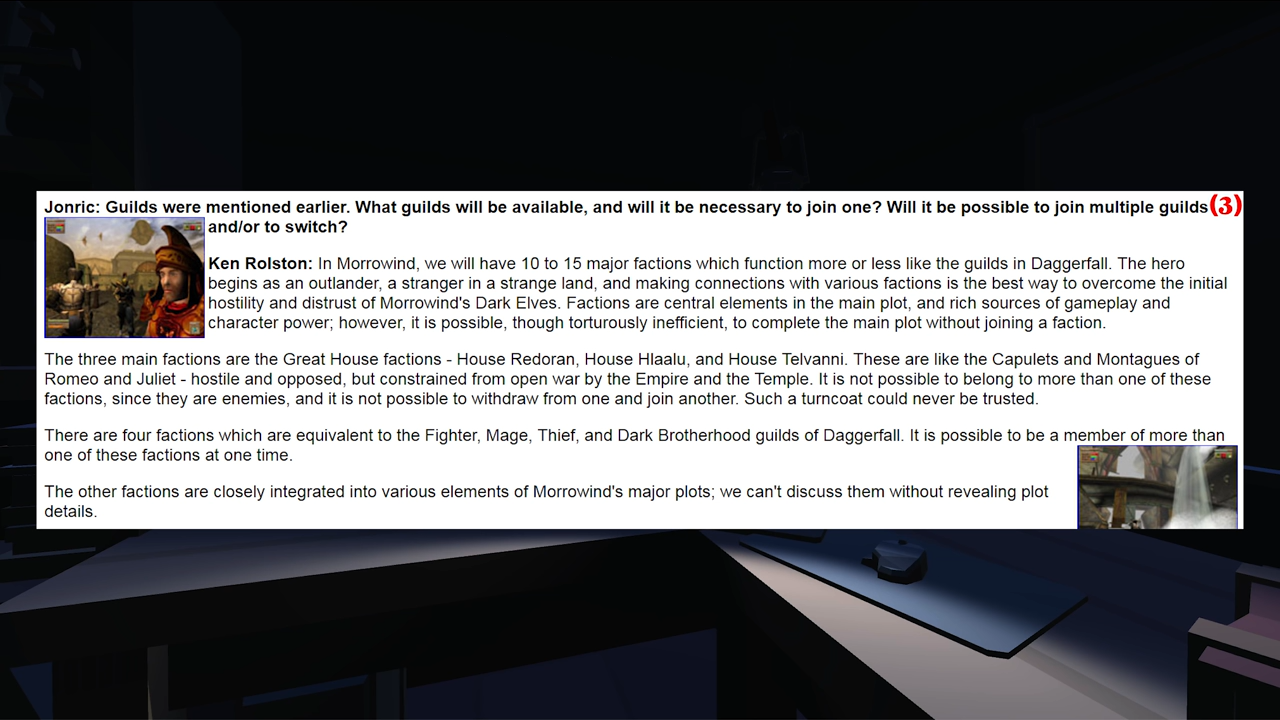 Jonric: Guilds were mentioned earlier. What guilds will be available, and will it be necessary to join one? Will it be possible to join multiple guilds (3)
and/or to switch?
Ken Rolston: In Morrowind, we will have 10 to 15 major factions which function more or less like the guilds in Daggerfall. The hero
begins as an outlander, a stranger in a strange land, and making connections with various factions is the best way to overcome the initial
hostility and distrust of Morrowind's Dark Elves. Factions are central elements in the main plot, and rich sources of gameplay and
character power; however, it is possible, though torturously inefficient, to complete the main plot without joining a faction.
The three main factions are the Great House factions - House Redoran, House Hlaalu, and House Telvanni. These are like the Capulets and Montagues of
Romeo and Juliet - hostile and opposed, but constrained from open war by the Empire and the Temple. It is not possible to belong to more than one of these
factions, since they are enemies, and it is not possible to withdraw from one and join another. Such a turncoat could never be trusted.
There are four factions which are equivalent to the Fighter, Mage, Thief, and Dark Brotherhood guilds of Daggerfall. It is possible to be a member of more than
one of these factions at one time.
The other factions are closely integrated into various elements of Morrowind's major plots; we can't discuss them without revealing plot
details.